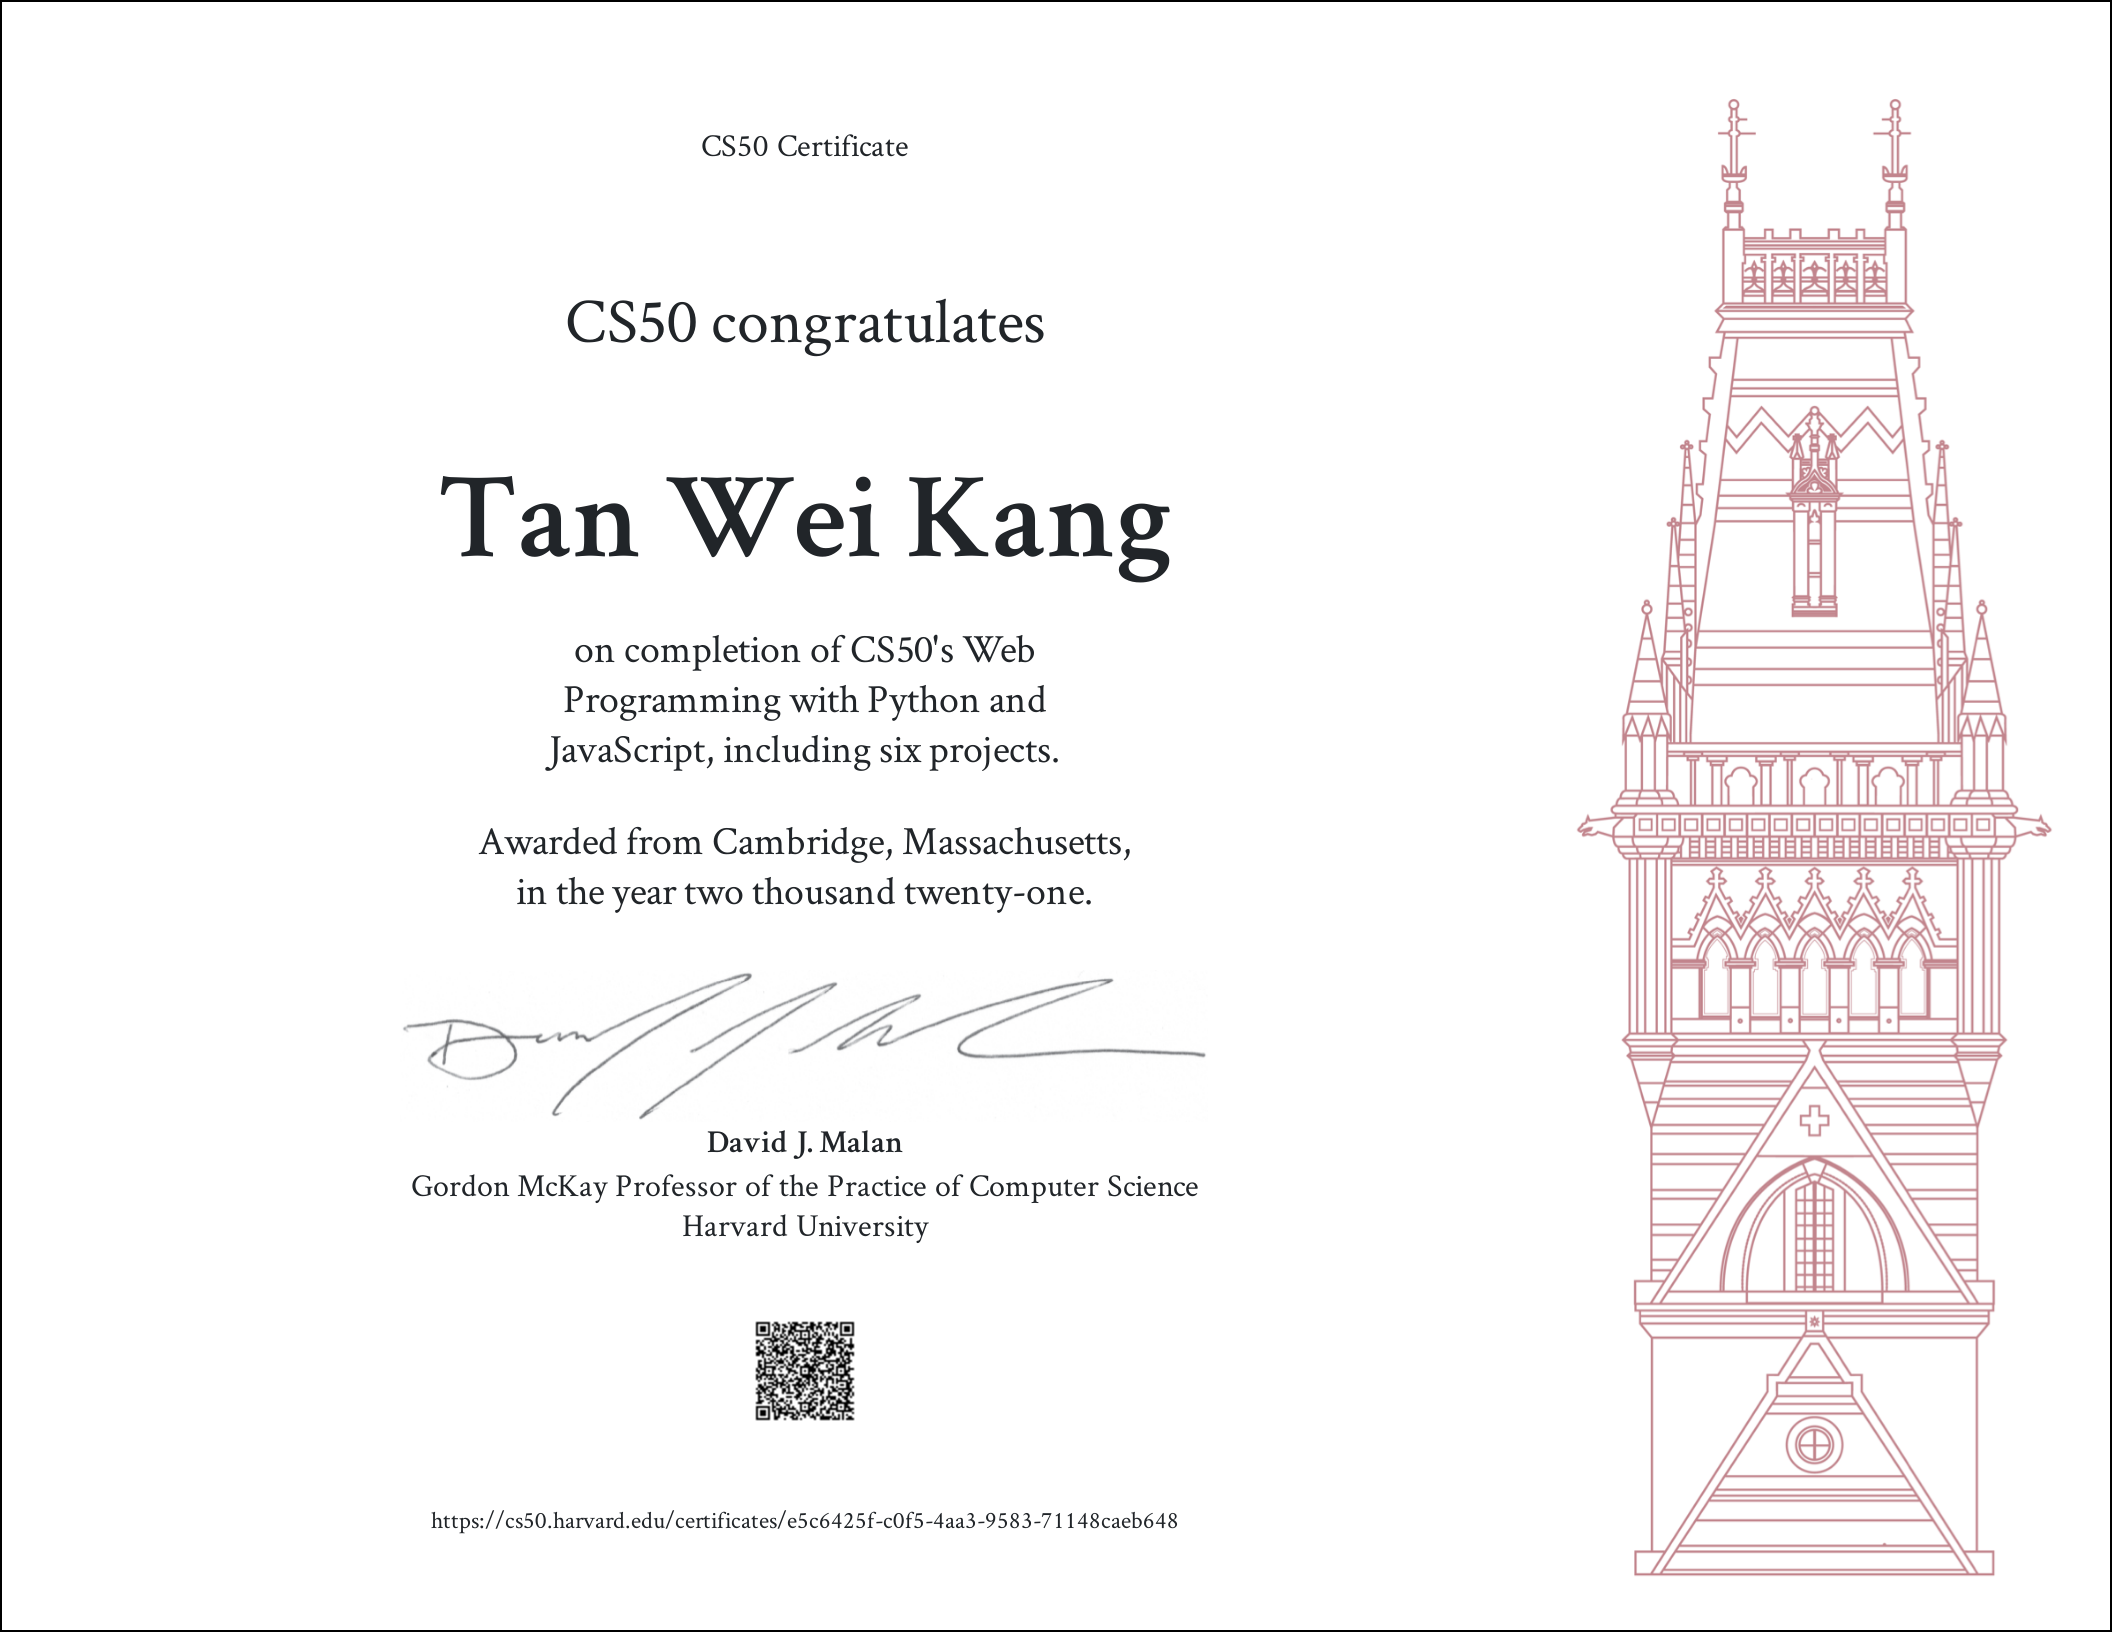 CS50 Certificate
CS50 congratulates
Tan Wei Kang
on completion of CS50's Web
Programming with Python and
JavaScript, including six projects.
Awarded from Cambridge, Massachusetts,
in the year two thousand twenty-one.
David J. Malan
Gordon McKay Professor of the Practice of Computer Science
Harvard University
https://cs50.harvard.edu/certificates/e5c6425f-c0f5-4aa3-9583-71148caeb648